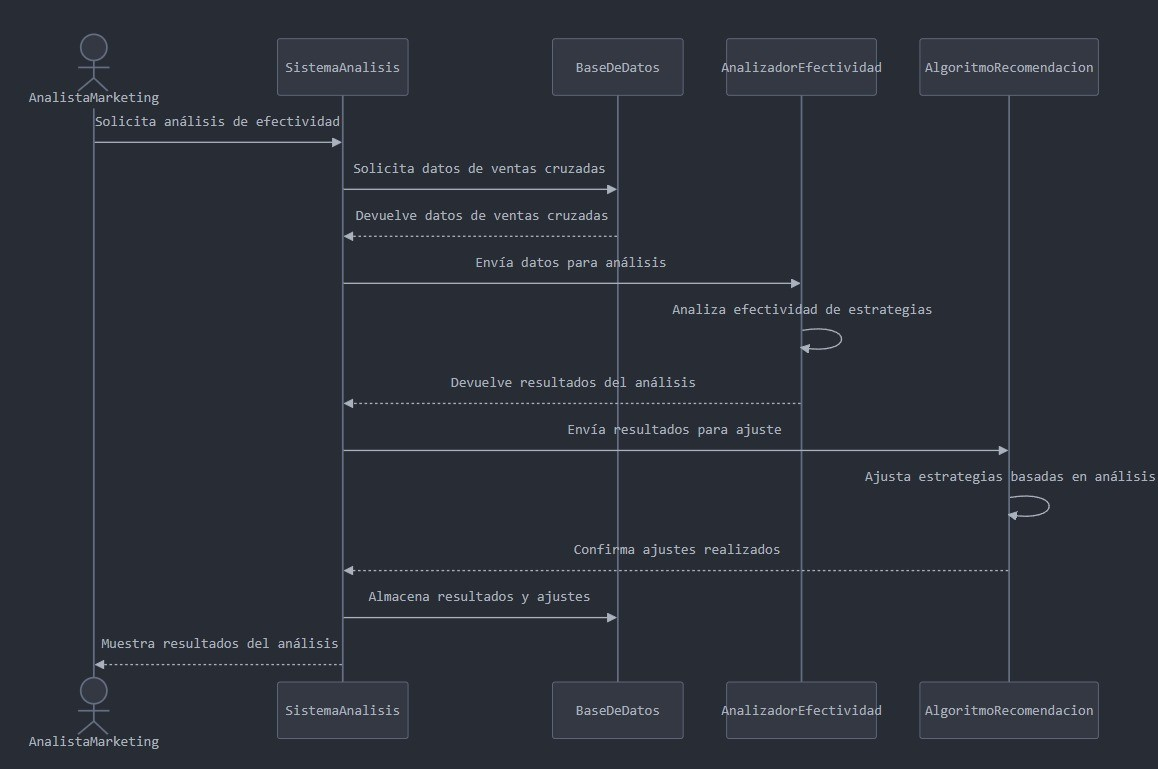 SistemaAnalisis
BaseDeDatos
AnalizadorEfectividad
AlgoritmoRecomendacion
AnalistaMarketing
Solicita análisis de efectividad
Solicita datos de ventas cruzadas
Devuelve datos de ventas cruzadas
Envía datos para análisis
Analiza efectividad de estrategias
Devuelve resultados del análisis
Envía resultados para ajuste
Ajusta estrategias basadas en análisis
Confirma ajustes realizados
Almacena resultados y ajustes
Muestra resultados del análisis
SistemaAnalisis
BaseDeDatos
AnalizadorEfectividad
AlgoritmoRecomendacion
AnalistaMarketing